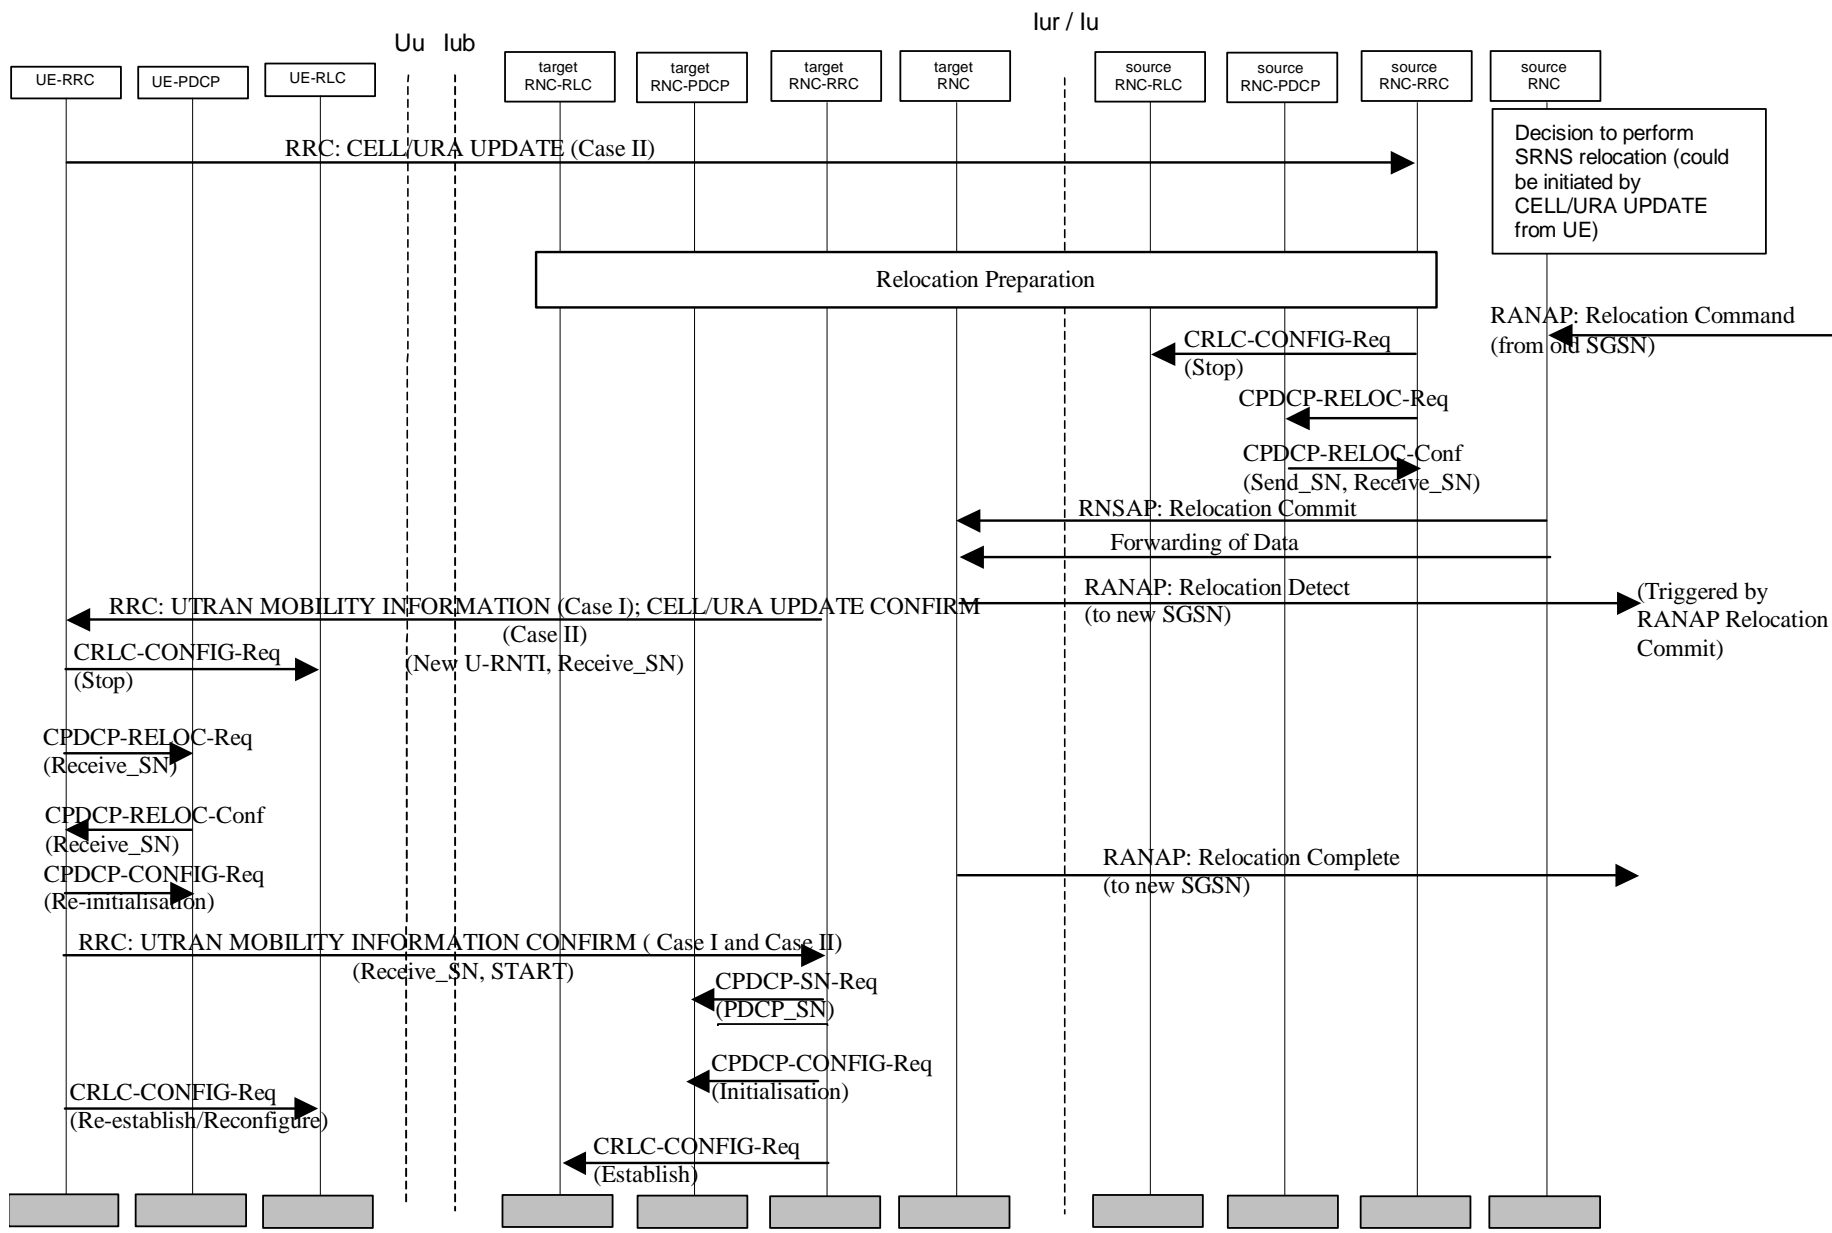 Iur / Iu
Uu Iub
UE-RRC
UE-PDCP
UE-RLC
target
RNC-RLC
target
RNC-PDCP
target
RNC-RRC
target
RNC
source
RNC-RLC
source
RNC-PDCP
source
RNC-RRC
source
RNC
Decision to perform
SRNS relocation (could
be initiated by
CELL/URA UPDATE
from UE)
RRC: CELL/URA UPDATE (Case II)
Relocation Preparation
RANAP: Relocation Command
(from old SGSN)
CRLC-CONFIG-Req
(Stop)
CPDCP-RELOC-Req
CPDCP-RELOC-Conf
(Send_SN, Receive_SN)
RNSAP: Relocation Commit
Forwarding of Data
RANAP: Relocation Detect
(to new SGSN)
(Triggered by
RANAP Relocation
Commit)
RRC: UTRAN MOBILITY INFORMATION (Case I); CELL/URA UPDATE CONFIRM
(Case II)
(New U-RNTI, Receive_SN)
CRLC-CONFIG-Req
(Stop)
CPDCP-RELOC-Req
(Receive_SN)
CPDCP-RELOC-Conf
(Receive_SN)
CPDCP-CONFIG-Req
(Re-initialisation)
RANAP: Relocation Complete
(to new SGSN)
RRC: UTRAN MOBILITY INFORMATION CONFIRM ( Case I and Case II)
(Receive_SN, START)
CPDCP-SN-Req
(PDCP_SN)
CPDCP-CONFIG-Req
(Initialisation)
CRLC-CONFIG-Req
(Re-establish/Reconfigure)
CRLC-CONFIG-Req
(Establish)